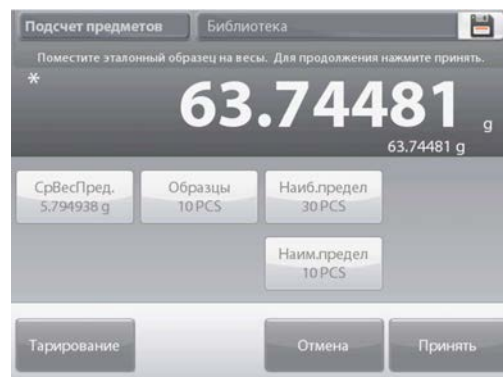 Подсчет предметов Библиотека
Поместите эталонный образец на весы. Для продолжения нажмите принять.
*
63.74481 g
63.74481 g
СрВесПред. Образцы Наиб.предел
5.794938 g 10 PCS 30 PCS
Наим.предел
10 PCS
Тарирование Отмена Принять